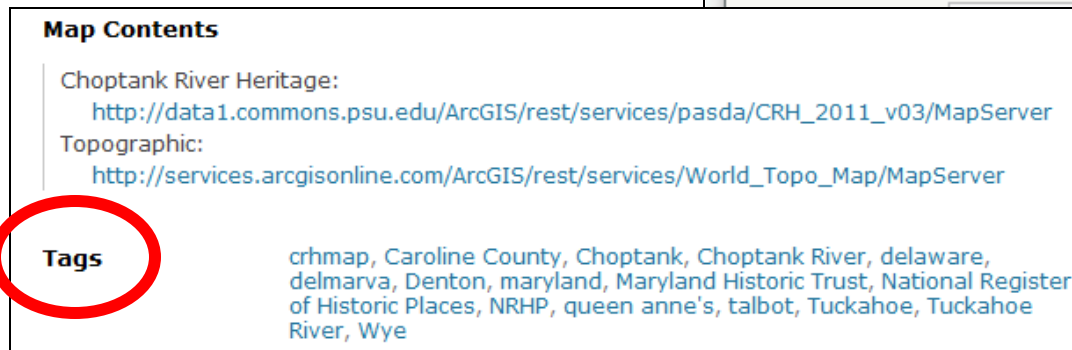 Map Contents
Choptank River Heritage:
http://data1.commons.psu.edu/ArcGIS/rest/services/pasda/CRH_2011_v03/MapServer
Topographic:
http://services.arcgisonline.com/ArcGIS/rest/services/World_Topo_Map/MapServer
Tags
crhmap, Caroline County, Choptank, Choptank River, delaware,
delmarva, Denton, maryland, Maryland Historic Trust, National Register
of Historic Places, NRHP, queen anne's, talbot, Tuckahoe, Tuckahoe
River, Wye